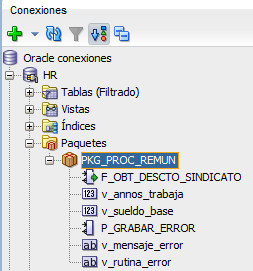 Conexiones
Oracle conexiones
HR
Tablas (Filtrado)
Vistas
Índices
Paquetes
PKG_PROC_REMUN
F_OBT_DESCTO_SINDICATO
v_annos_trabaja
v_sueldo_base
P_GRABAR_ERROR
v_mensaje_error
v_rutina_error